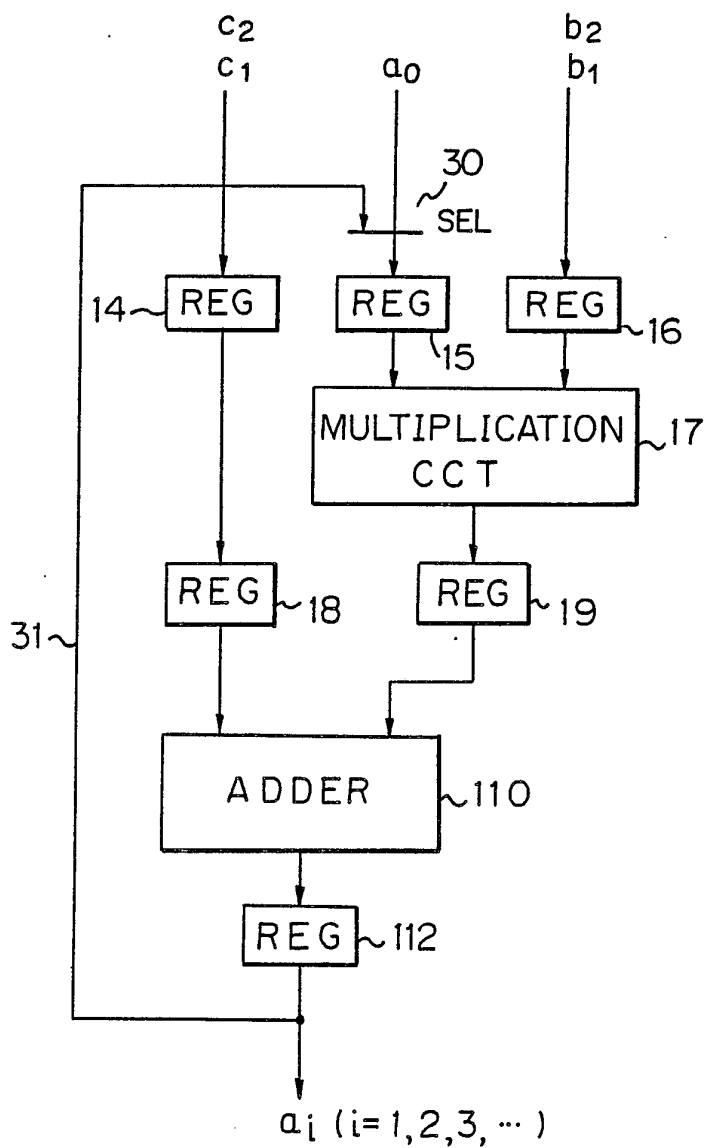 c₂ b₂
c₁ a₀ b₁
30
SEL
14 REG REG REG
15 16
MULTIPLICATION 17
CCT
REG REG
18 19
31
ADDER 110
REG 112
aᵢ (i=1,2,3,···)